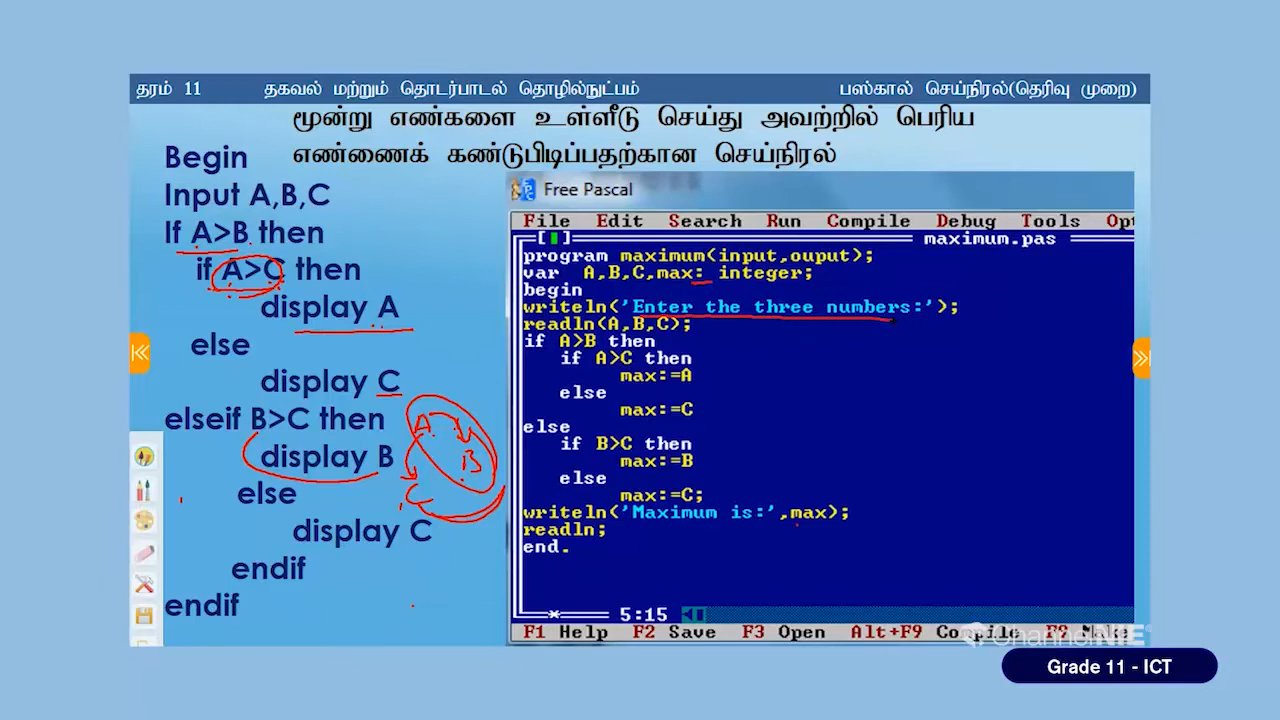 தரம் 11 தகவல் மற்றும் தொடர்பாடல் தொழில்நுட்பம் பஸ்கால் செய்நிரல்(தெரிவு முறை)
மூன்று எண்களை உள்ளீடு செய்து அவற்றில் பெரிய
எண்ணைக் கண்டுபிடிப்பதற்கான செய்நிரல்
Begin
Input A,B,C
If A>B then
if A>C then
display A
else
display C
elseif B>C then
display B
else
display C
endif
endif
A
B
C
Free Pascal
File Edit Search Run Compile Debug Tools Opt
maximum.pas
program maximum(input,ouput);
var A,B,C,max: integer;
begin
writeln('Enter the three numbers:');
readln(A,B,C);
if A>B then
if A>C then
max:=A
else
max:=C
else
if B>C then
max:=B
else
max:=C;
writeln('Maximum is:',max);
readln;
end.
5:15
F1 Help F2 Save F3 Open Alt+F9 Compile F9
Channel NIE
Grade 11 - ICT